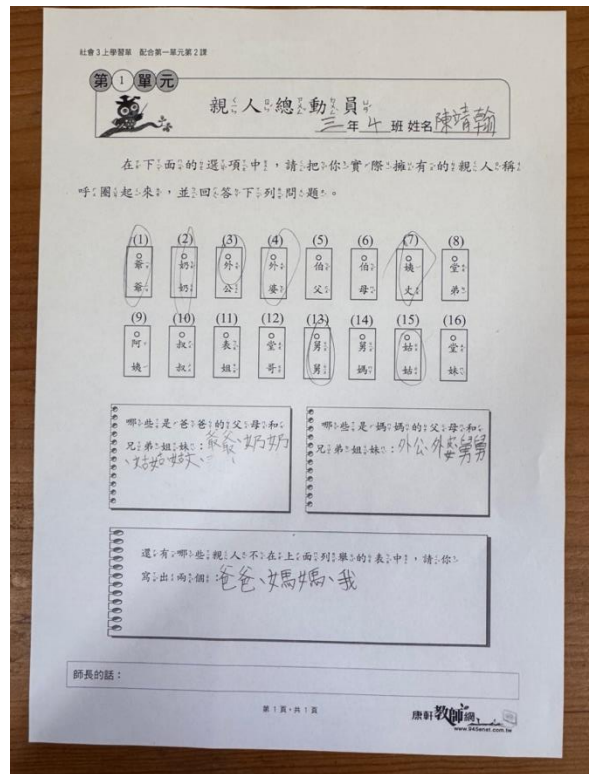 社會3上學習單 配合第一單元第2課
第1單元
親人總動員
三年4班 姓名陳靖翰
在下面的選項中，請把你實際擁有的親人稱
呼圈起來，並回答下列問題。
(1) (2) (3) (4) (5) (6) (7) (8)
爺爺 奶奶 外公 外婆 伯父 伯母 姨丈 堂弟
(9) (10) (11) (12) (13) (14) (15) (16)
阿姨 叔叔 表姐 堂哥 舅舅 舅媽 姑姑 堂妹
哪些是爸爸的父母和
兄弟姐妹：爺爺、奶奶
、姑姑、姑丈、
哪些是媽媽的父母和
兄弟姐妹：外公、外婆、舅舅
還有哪些親人不在上面列舉的表中，請你
寫出兩個：爸爸、媽媽、我
師長的話：
第1頁，共1頁
康軒教師網
www.945enet.com.tw